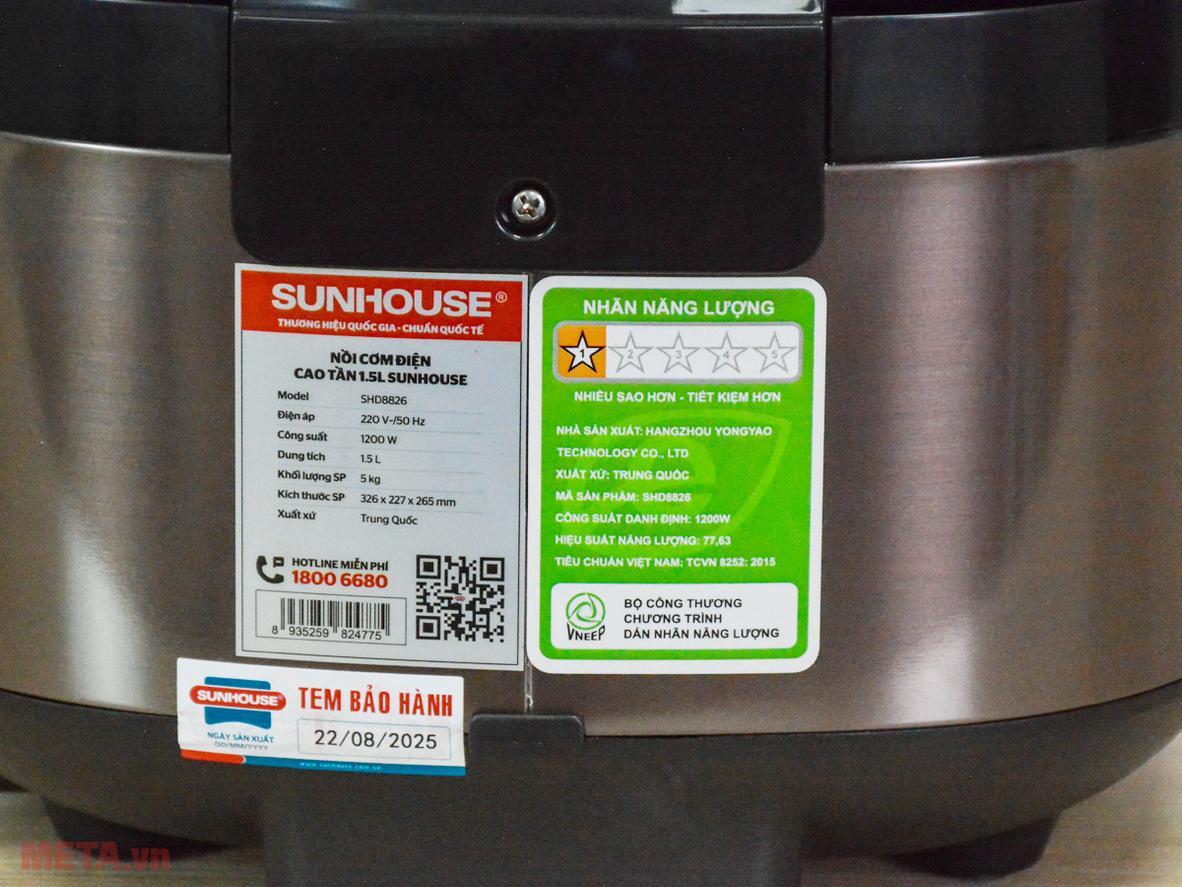 SUNHOUSE®
THƯƠNG HIỆU QUỐC GIA - CHUẨN QUỐC TẾ
NỒI CƠM ĐIỆN
CAO TẦN 1.5L SUNHOUSE
Model SHD8826
Điện áp 220 V~/50 Hz
Công suất 1200 W
Dung tích 1.5 L
Khối lượng SP 5 kg
Kích thước SP 326 x 227 x 265 mm
Xuất xứ Trung Quốc
HOTLINE MIỄN PHÍ
1800 6680
8 935259 824775
NHÃN NĂNG LƯỢNG
1 2 3 4 5
NHIỀU SAO HƠN - TIẾT KIỆM HƠN
NHÀ SẢN XUẤT: HANGZHOU YONGYAO
TECHNOLOGY CO., LTD
XUẤT XỨ: TRUNG QUỐC
MÃ SẢN PHẨM: SHD8826
CÔNG SUẤT DANH ĐỊNH: 1200W
HIỆU SUẤT NĂNG LƯỢNG: 77,63
TIÊU CHUẨN VIỆT NAM: TCVN 8252: 2015
VNEEP
BỘ CÔNG THƯƠNG
CHƯƠNG TRÌNH
DÁN NHÃN NĂNG LƯỢNG
SUNHOUSE®
TEM BẢO HÀNH
NGÀY SẢN XUẤT
DD/MM/YYYY
22/08/2025
www.sunhouse.com.vn
META.vn